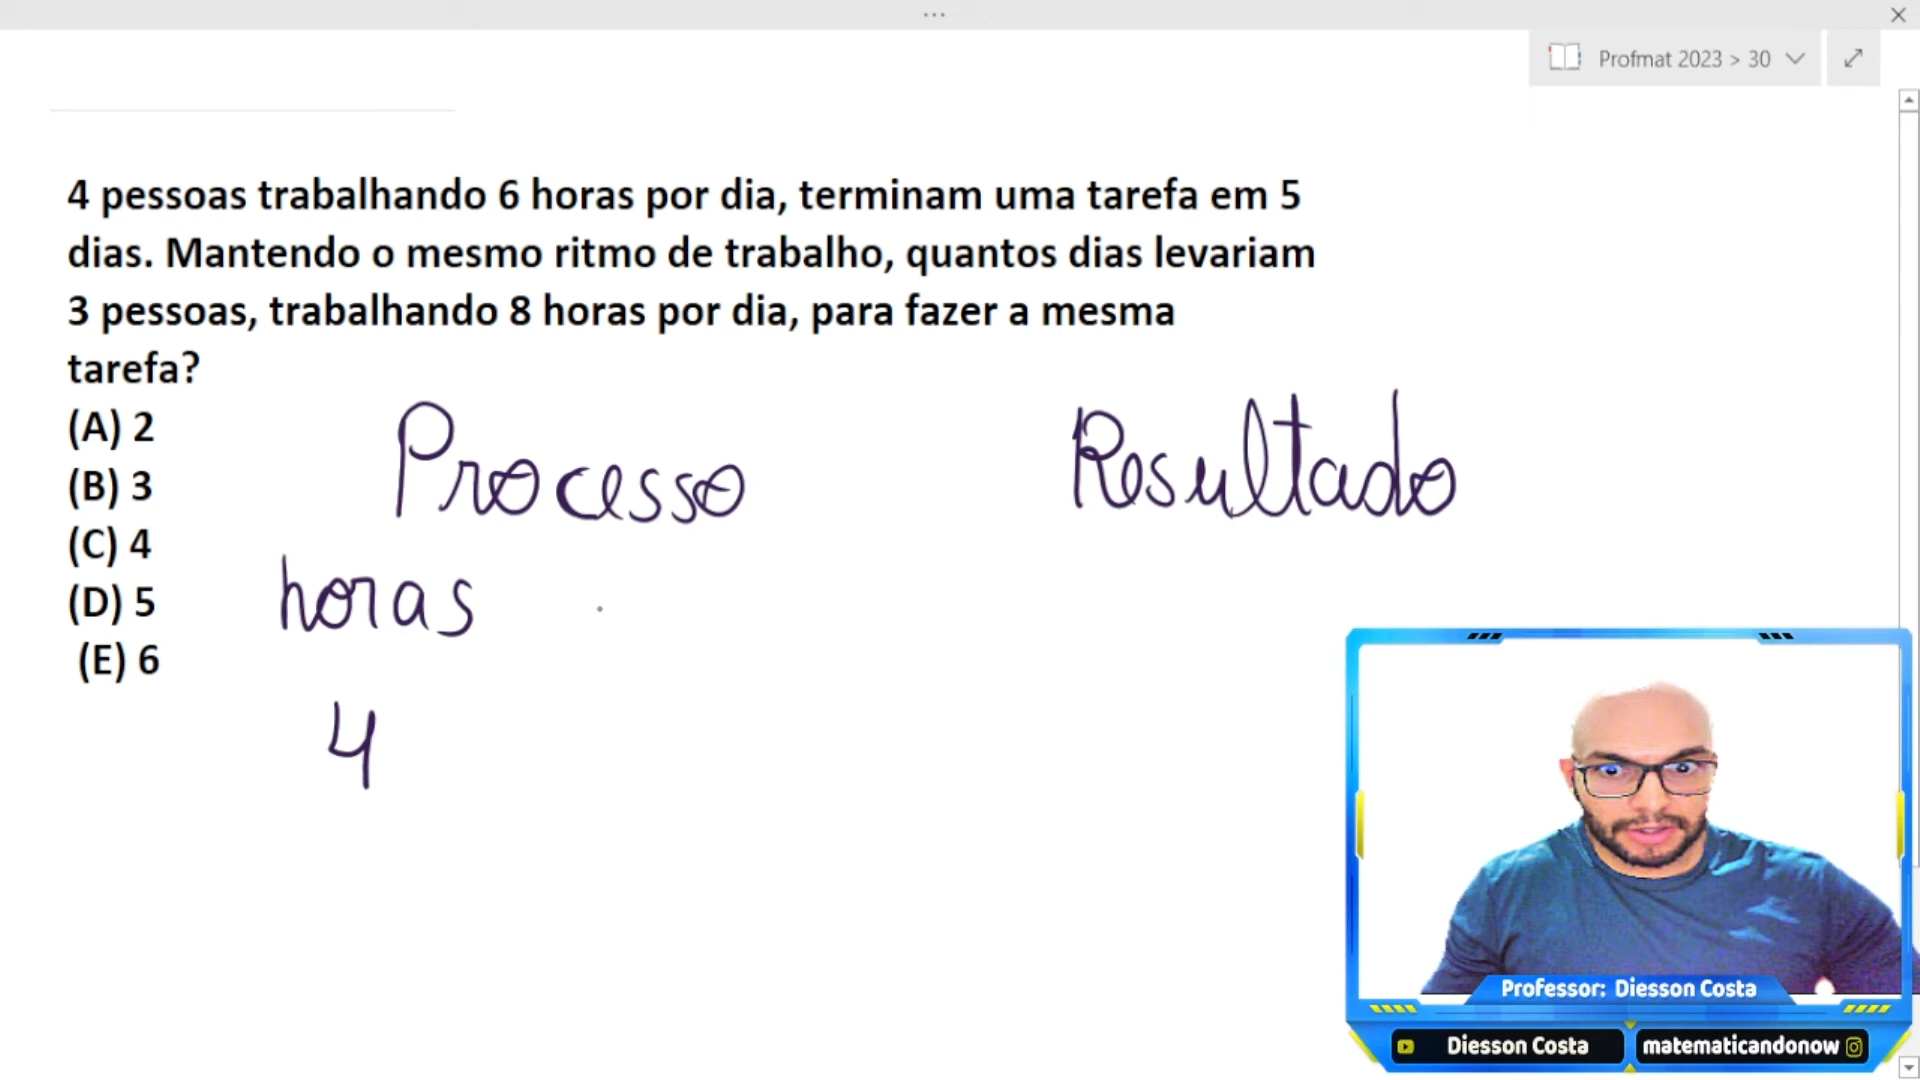 Profmat 2023 > 30
4 pessoas trabalhando 6 horas por dia, terminam uma tarefa em 5
dias. Mantendo o mesmo ritmo de trabalho, quantos dias levariam
3 pessoas, trabalhando 8 horas por dia, para fazer a mesma
tarefa?
(A) 2
(B) 3
(C) 4
(D) 5
(E) 6
Processo
Resultado
horas
4
Professor: Diesson Costa
Diesson Costa
matematicandonow